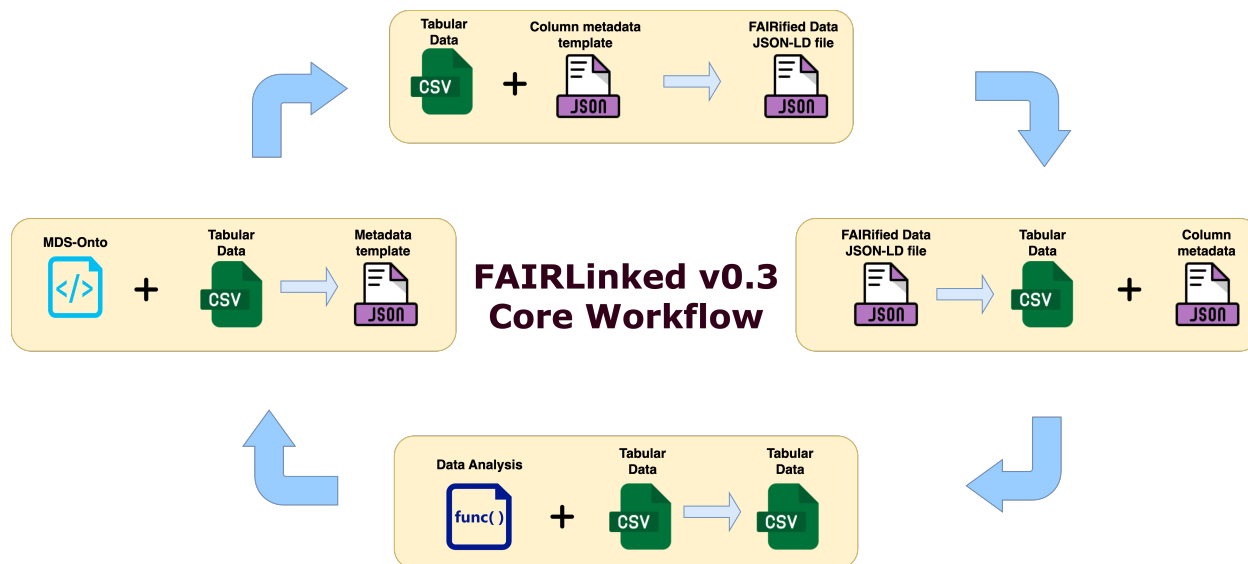 Tabular
Data
CSV
+
Column metadata
template
JSON
FAIRified Data
JSON-LD file
JSON
MDS-Onto
</>
+
Tabular
Data
CSV
Metadata
template
JSON
FAIRLinked v0.3
Core Workflow
FAIRified Data
JSON-LD file
JSON
Tabular
Data
CSV
+
Column
metadata
JSON
Data Analysis
func( )
+
Tabular
Data
CSV
Tabular
Data
CSV